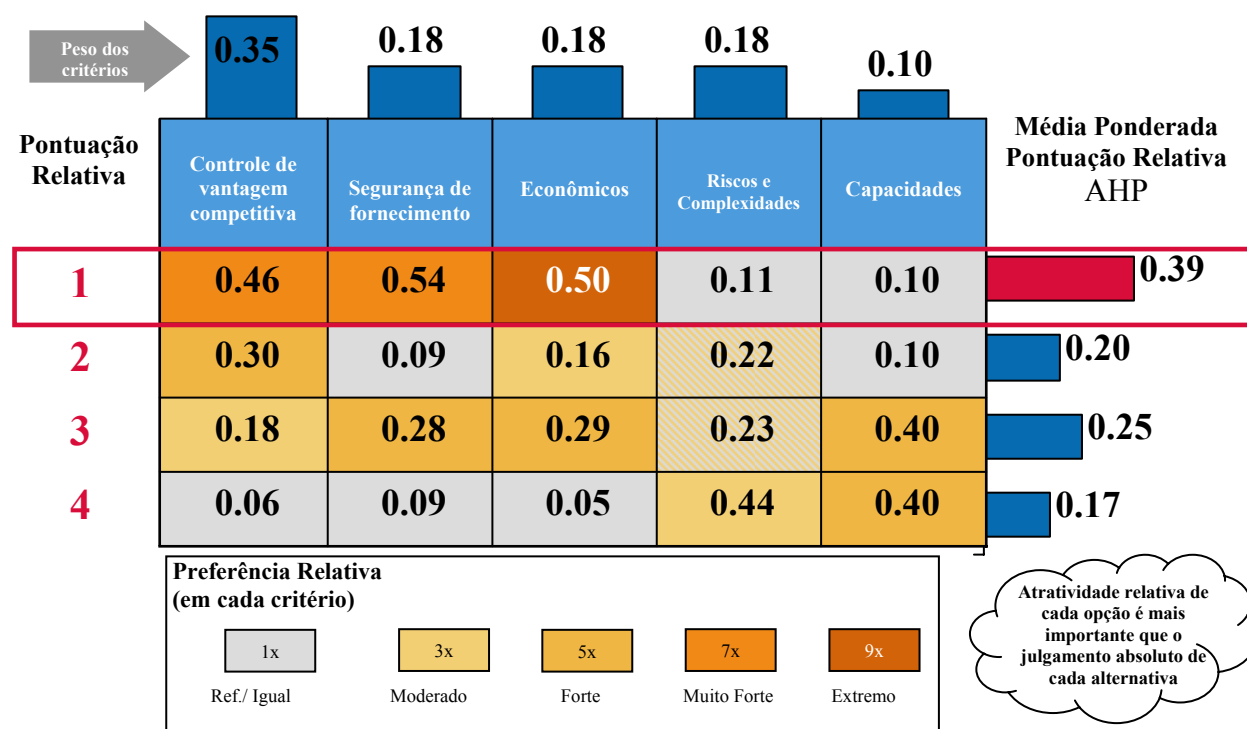 Peso dos
critérios
0.35
0.18
0.18
0.18
0.10
Pontuação
Relativa
Controle de
vantagem
competitiva
Segurança de
fornecimento
Econômicos
Riscos e
Complexidades
Capacidades
Média Ponderada
Pontuação Relativa
AHP
1 0.46 0.54 0.50 0.11 0.10 0.39
2 0.30 0.09 0.16 0.22 0.10 0.20
3 0.18 0.28 0.29 0.23 0.40 0.25
4 0.06 0.09 0.05 0.44 0.40 0.17
Preferência Relativa
(em cada critério)
1x 3x 5x 7x 9x
Ref./ Igual Moderado Forte Muito Forte Extremo
Atratividade relativa de
cada opção é mais
importante que o
julgamento absoluto de
cada alternativa